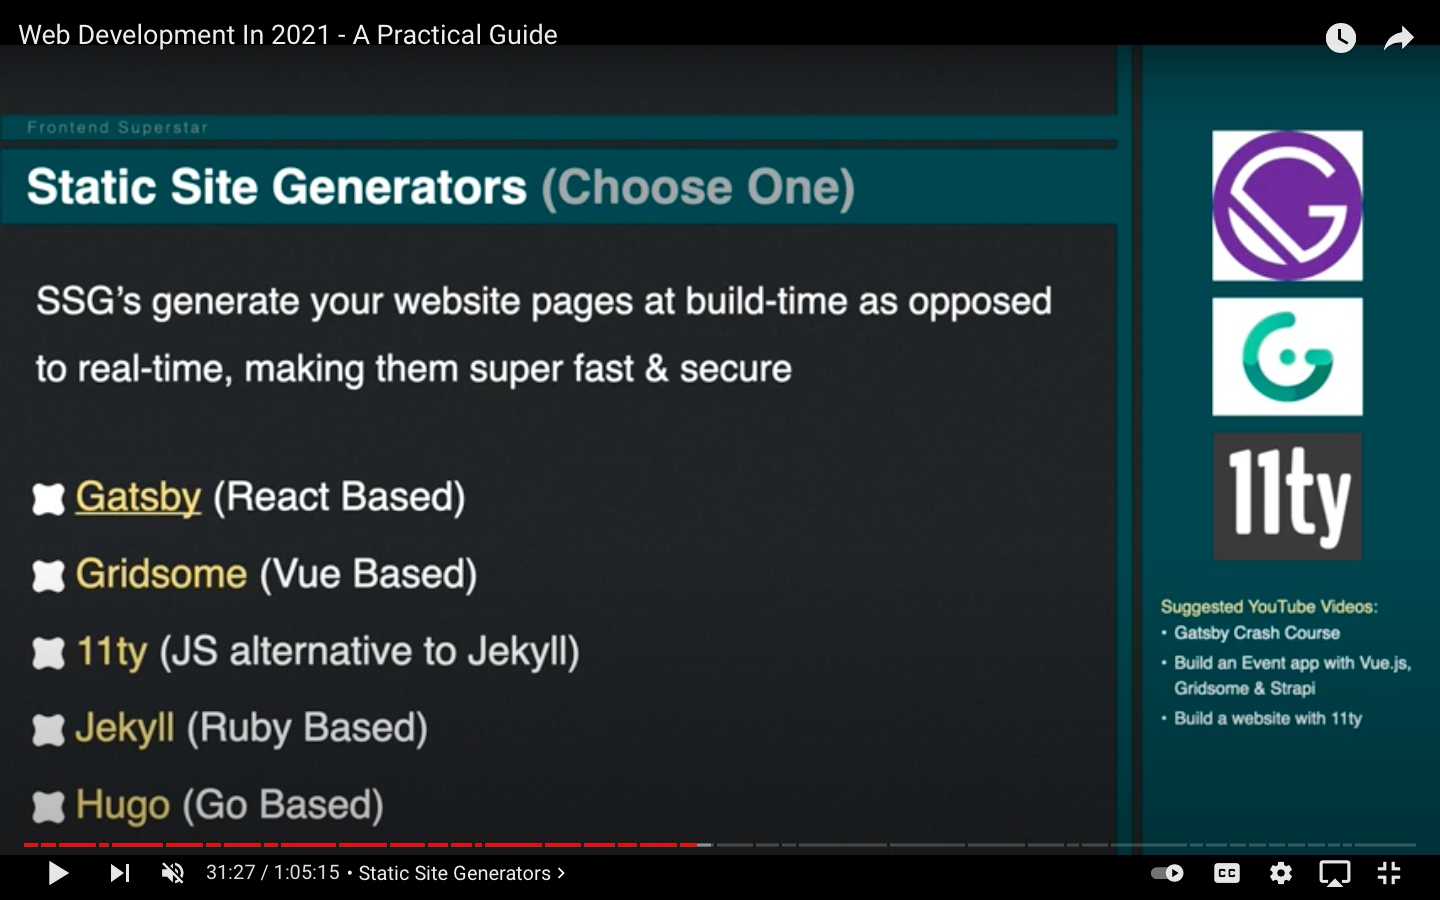 Web Development In 2021 - A Practical Guide
Frontend Superstar
Static Site Generators (Choose One)
SSG’s generate your website pages at build-time as opposed
to real-time, making them super fast & secure
Gatsby (React Based)
Gridsome (Vue Based)
11ty (JS alternative to Jekyll)
Jekyll (Ruby Based)
Hugo (Go Based)
11ty
Suggested YouTube Videos:
• Gatsby Crash Course
• Build an Event app with Vue.js,
Gridsome & Strapi
• Build a website with 11ty
31:27 / 1:05:15 • Static Site Generators >
CC